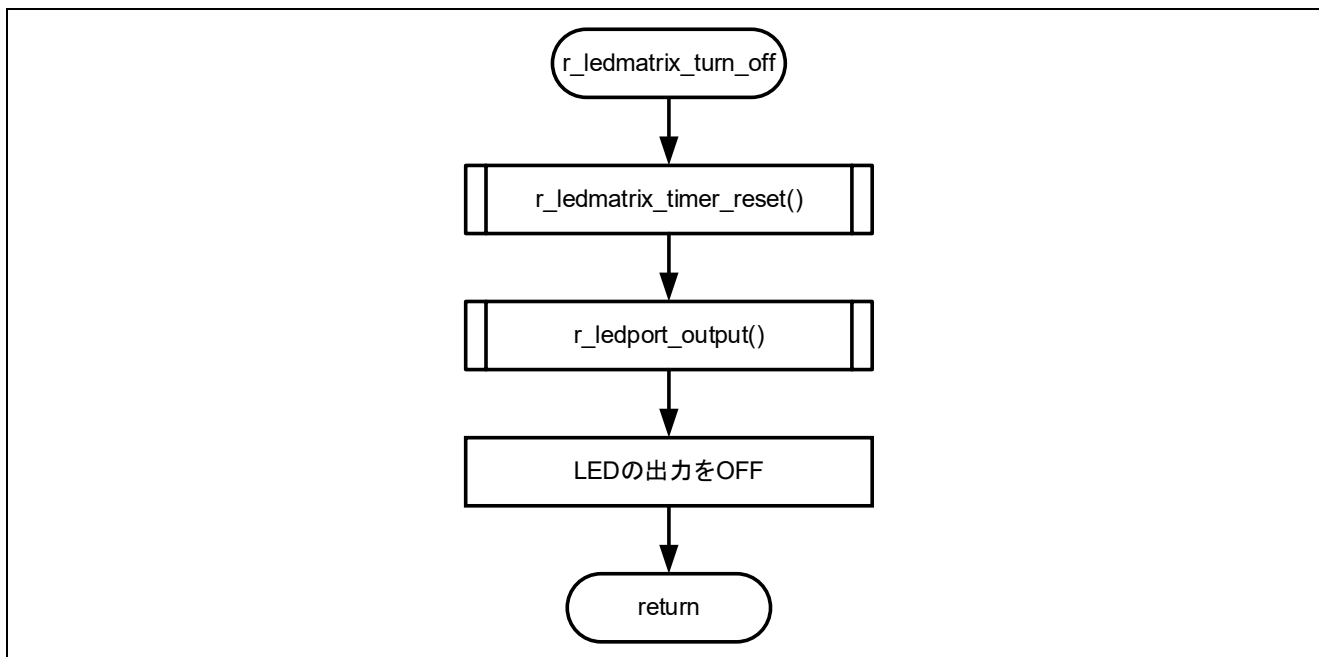 r_ledmatrix_turn_off
r_ledmatrix_timer_reset()
r_ledport_output()
LEDの出力をOFF
return